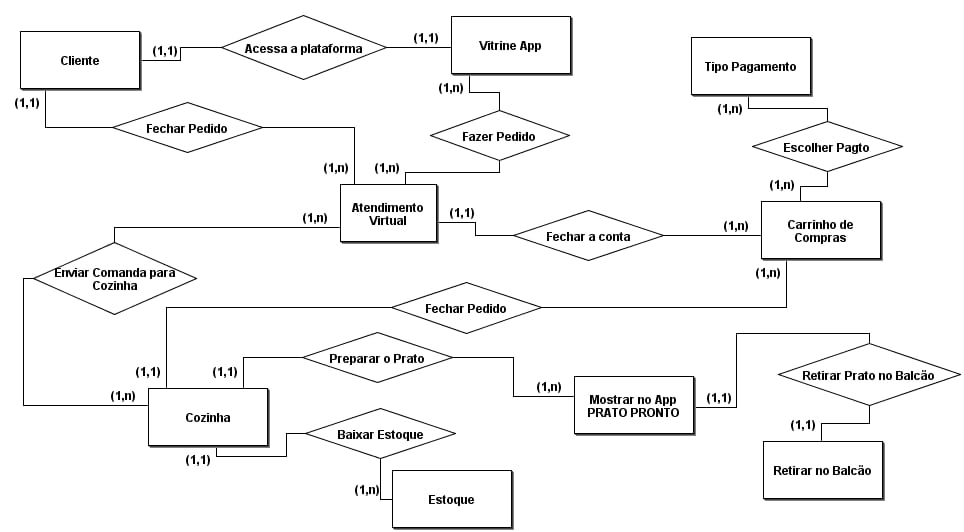 Cliente
(1,1)
Acessa a plataforma
(1,1)
Vitrine App
Tipo Pagamento
(1,1)
(1,n)
(1,n)
Fechar Pedido
Fazer Pedido
Escolher Pagto
(1,n)
(1,n)
(1,n)
Atendimento
Virtual
(1,n)
(1,1)
Fechar a conta
(1,n)
Carrinho de
Compras
Enviar Comanda para
Cozinha
(1,n)
Fechar Pedido
Preparar o Prato
(1,1)
(1,1)
(1,n)
(1,n)
Mostrar no App
PRATO PRONTO
(1,1)
Retirar Prato no Balcão
Cozinha
Baixar Estoque
(1,1)
(1,1)
Retirar no Balcão
(1,n)
Estoque